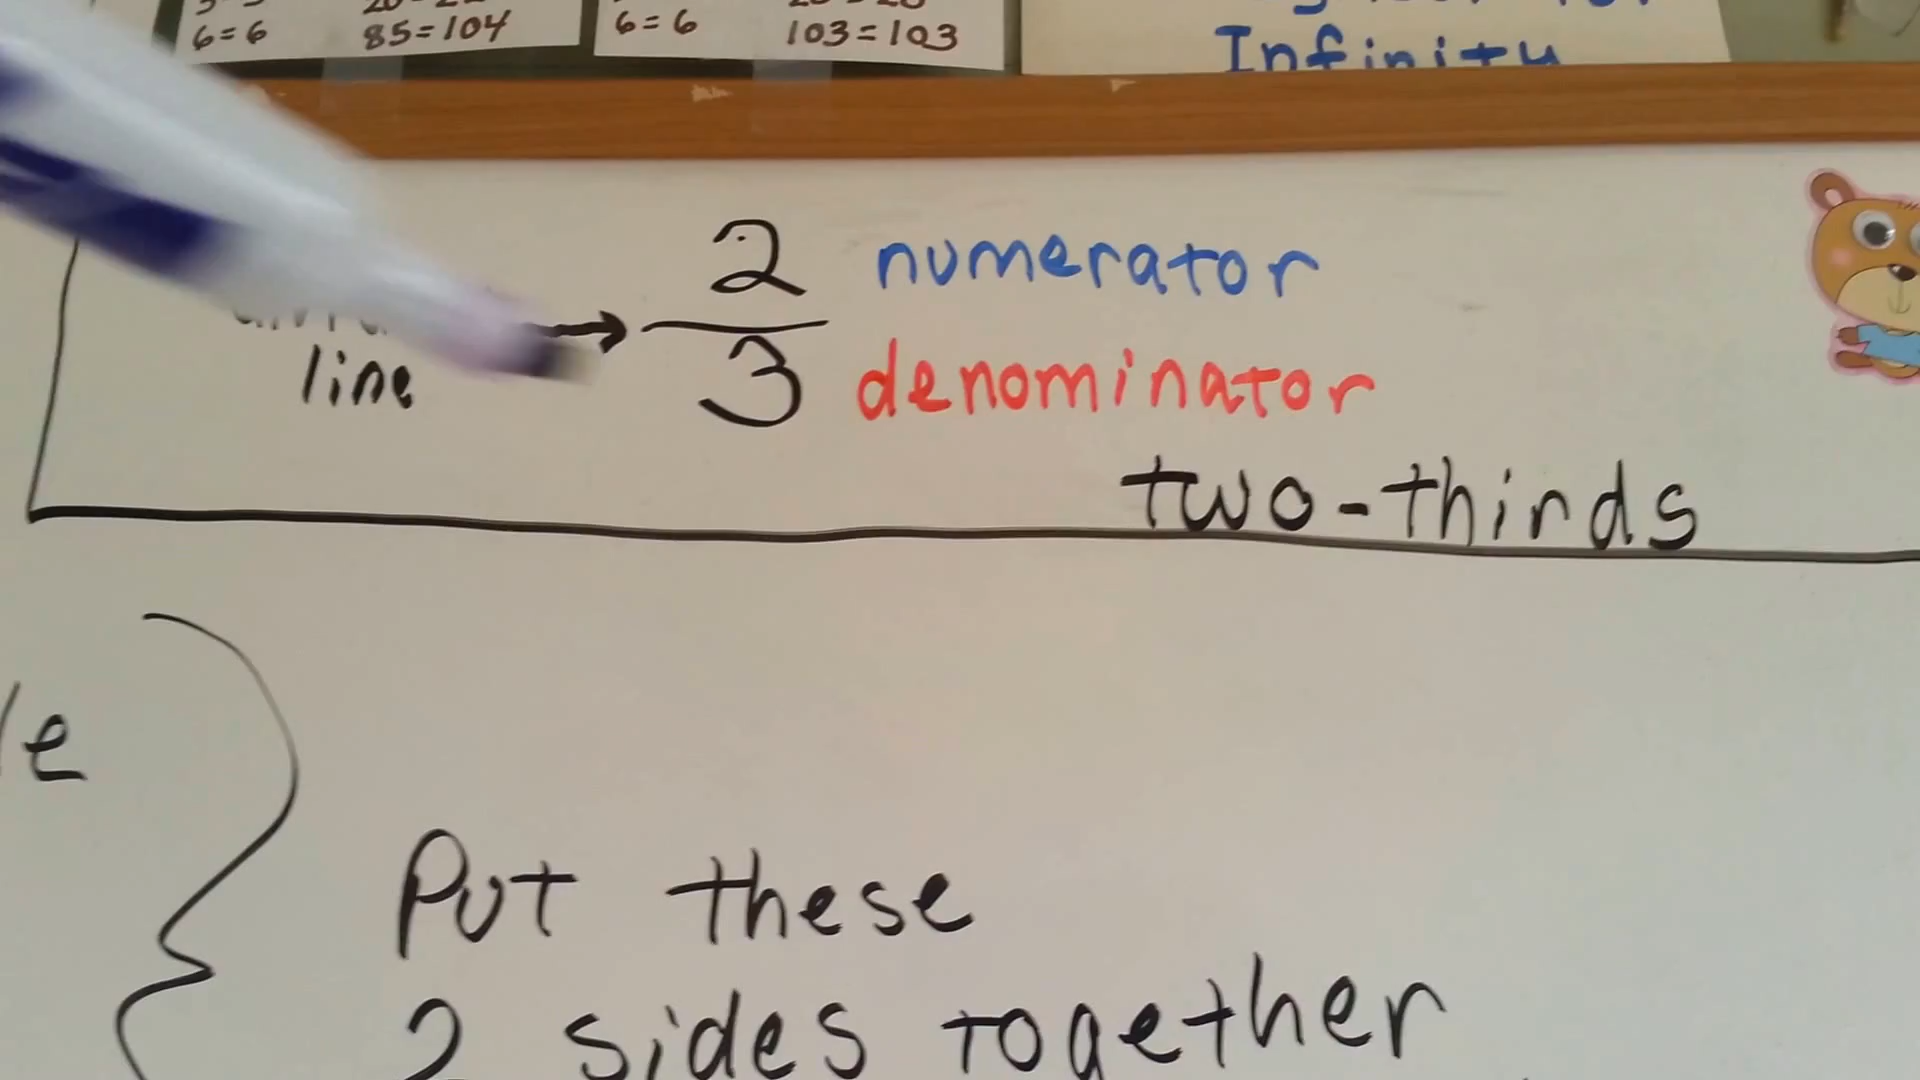 6=6 85=104 6=6 103=103
Infinity
2 numerator
line
3 denominator
two-thirds
Put these
2 sides together